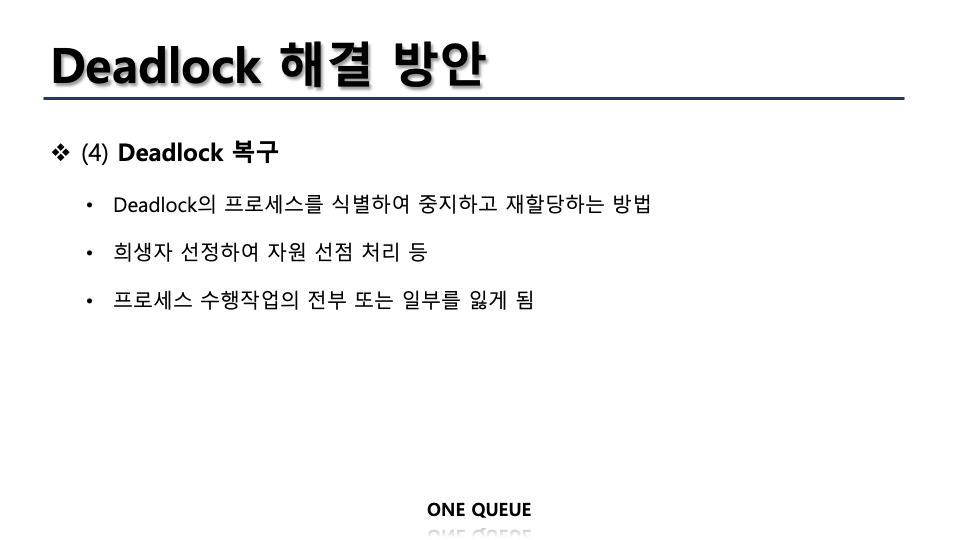 Deadlock 해결 방안
❖ (4) Deadlock 복구
• Deadlock의 프로세스를 식별하여 중지하고 재할당하는 방법
• 희생자 선정하여 자원 선점 처리 등
• 프로세스 수행작업의 전부 또는 일부를 잃게 됨
ONE QUEUE